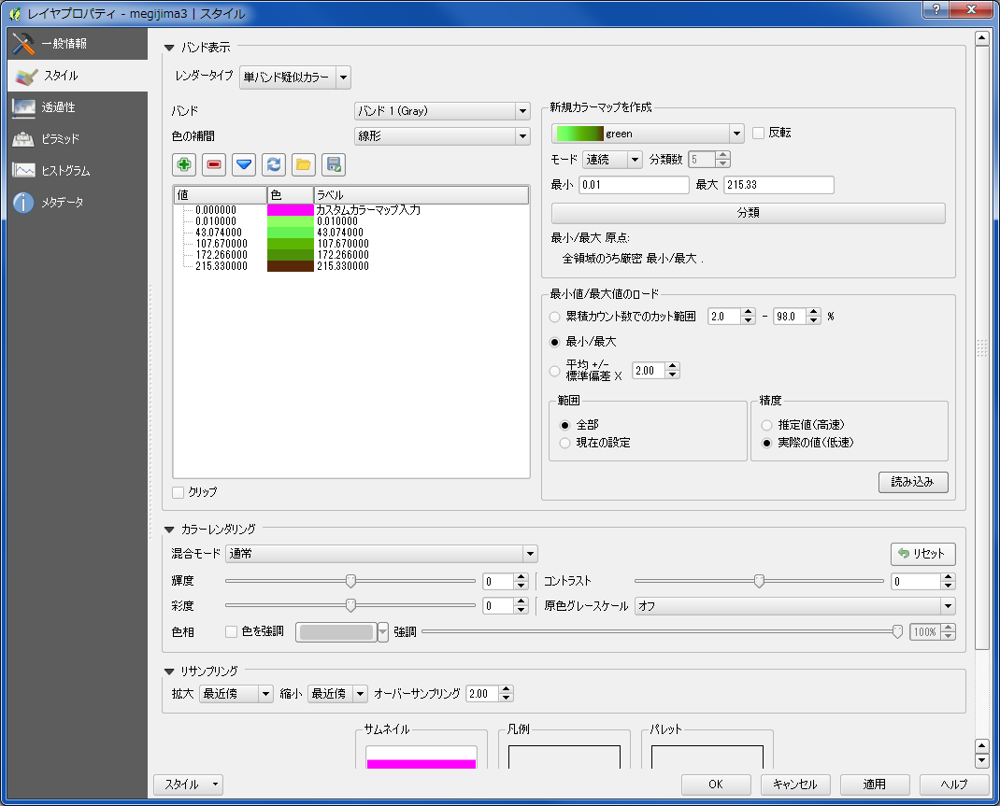 レイヤプロパティ - megijima3 | スタイル
一般情報
スタイル
透過性
ピラミッド
ヒストグラム
メタデータ
バンド表示
レンダータイプ 単バンド疑似カラー
バンド バンド 1 (Gray)
色の補間 線形
値 色 ラベル
0.000000 カスタムカラーマップ入力
0.010000 0.010000
43.074000 43.074000
107.670000 107.670000
172.266000 172.266000
215.330000 215.330000
クリップ
新規カラーマップを作成
green 反転
モード 連続 分類数 5
最小 0.01 最大 215.33
分類
最小/最大 原点:
全領域のうち厳密 最小/最大 .
最小値/最大値のロード
累積カウント数でのカット範囲 2.0 - 98.0 %
最小/最大
平均 +/-
標準偏差 X 2.00
範囲
全部
現在の設定
精度
推定値(高速)
実際の値(低速)
読み込み
カラーレンダリング
混合モード 通常 リセット
輝度 0 コントラスト 0
彩度 0 原色グレースケール オフ
色相 色を強調 強調 100%
リサンプリング
拡大 最近傍 縮小 最近傍 オーバーサンプリング 2.00
サムネイル 凡例 パレット
スタイル OK キャンセル 適用 ヘルプ